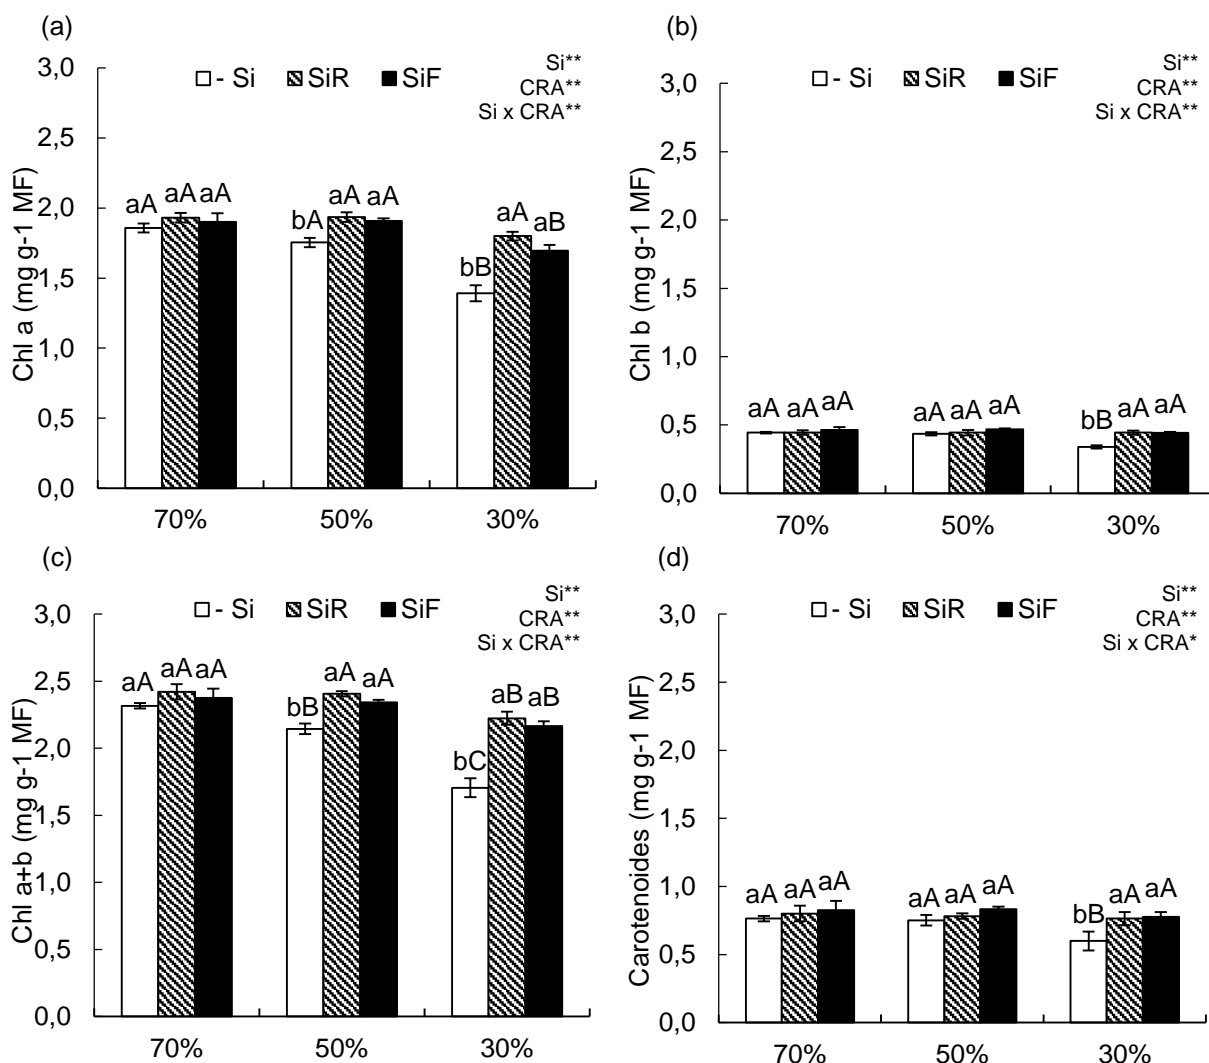 (a)
- Si SiR SiF
Si**
CRA**
Si x CRA**
Chl a (mg g-1 MF)
3,0
2,5
2,0
1,5
1,0
0,5
0,0
aA aA aA
bA aA aA
bB aA aB
70% 50% 30%
(b)
- Si SiR SiF
Si**
CRA**
Si x CRA**
Chl b (mg g-1 MF)
3,0
2,5
2,0
1,5
1,0
0,5
0,0
aA aA aA
aA aA aA
bB aA aA
70% 50% 30%
(c)
- Si SiR SiF
Si**
CRA**
Si x CRA**
Chl a+b (mg g-1 MF)
3,0
2,5
2,0
1,5
1,0
0,5
0,0
aA aA aA
bB aA aA
bC aB aB
70% 50% 30%
(d)
- Si SiR SiF
Si**
CRA**
Si x CRA*
Carotenoides (mg g-1 MF)
3,0
2,5
2,0
1,5
1,0
0,5
0,0
aA aA aA
aA aA aA
bB aA aA
70% 50% 30%